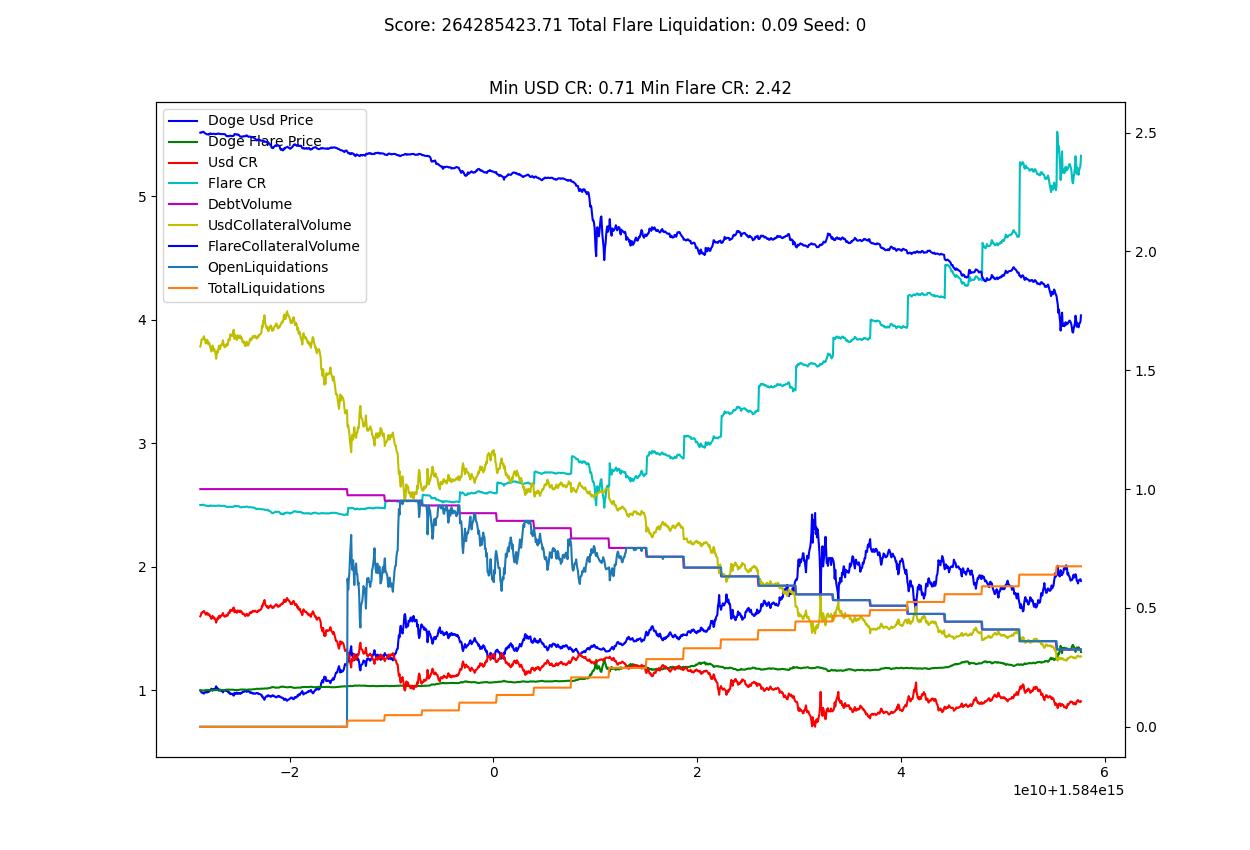 Score: 264285423.71 Total Flare Liquidation: 0.09 Seed: 0
Min USD CR: 0.71 Min Flare CR: 2.42
Doge Usd Price
Doge Flare Price
Usd CR
Flare CR
DebtVolume
UsdCollateralVolume
FlareCollateralVolume
OpenLiquidations
TotalLiquidations
5
4
3
2
1
2.5
2.0
1.5
1.0
0.5
0.0
−2 0 2 4 6
1e10+1.584e15